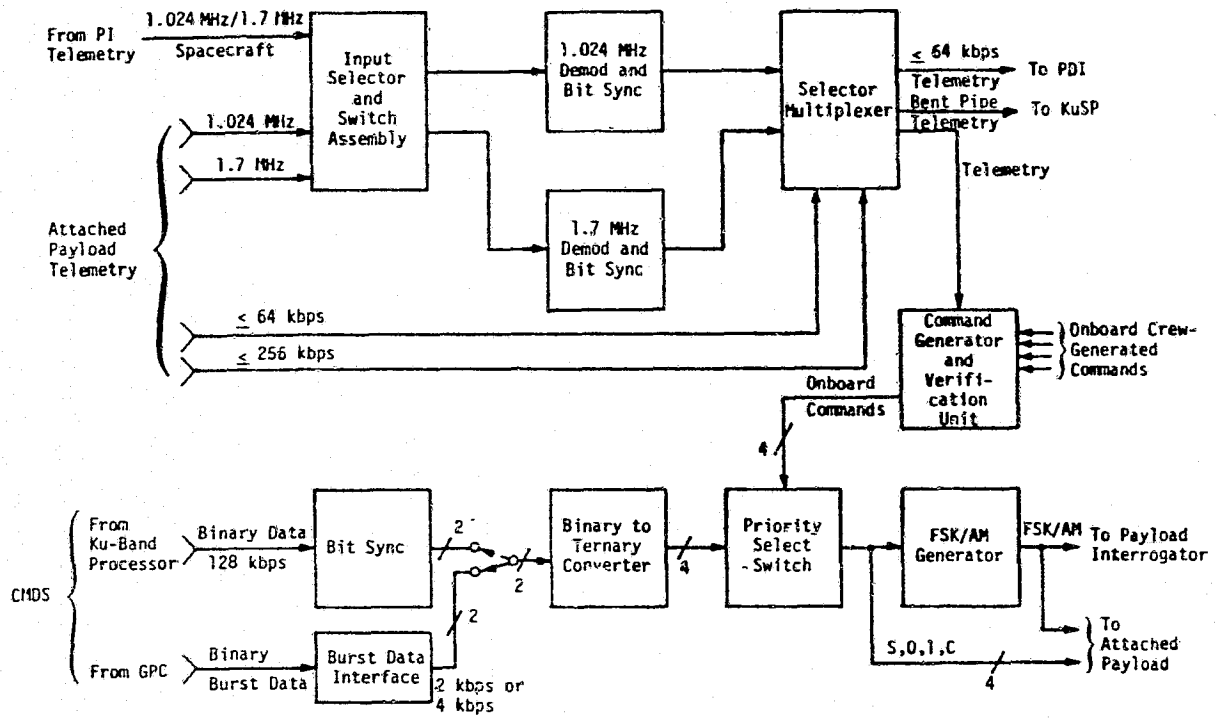 From PI
Telemetry
1.024 MHz/1.7 MHz
Spacecraft
Input
Selector
and
Switch
Assembly
1.024 MHz
Demod and
Bit Sync
Selector
Multiplexer
≤ 64 kbps
Telemetry
To PDI
Bent Pipe
Telemetry
To KuSP
1.024 MHz
1.7 MHz
Telemetry
Attached
Payload
Telemetry
1.7 MHz
Demod and
Bit Sync
≤ 64 kbps
≤ 256 kbps
Command
Generator
and
Verifi-
cation
Unit
Onboard Crew-
Generated
Commands
Onboard
Commands
4
CMDS
From
Ku-Band
Processor
Binary Data
128 kbps
Bit Sync
2
2
Binary to
Ternary
Converter
4
Priority
Select
Switch
FSK/AM
Generator
FSK/AM
To Payload
Interrogator
From GPC
Binary
Burst Data
Burst Data
Interface
2
2 kbps or
4 kbps
S,0,1,C
4
To
Attached
Payload